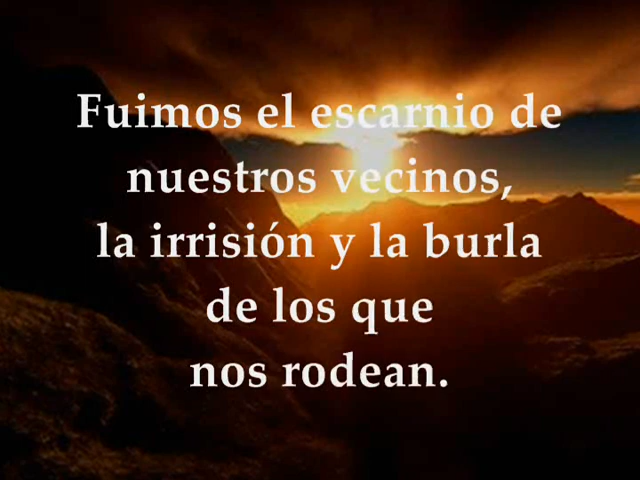 Fuimos el escarnio de
nuestros vecinos,
la irrisión y la burla
de los que
nos rodean.